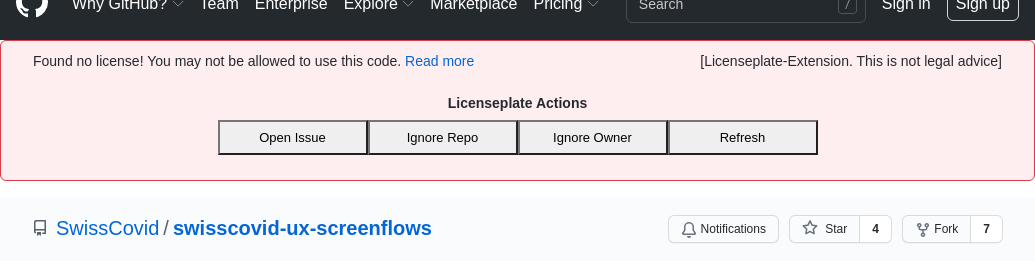 Why GitHub? Team Enterprise Explore Marketplace Pricing Search / Sign in Sign up
Found no license! You may not be allowed to use this code. Read more [Licenseplate-Extension. This is not legal advice]
Licenseplate Actions
Open Issue Ignore Repo Ignore Owner Refresh
SwissCovid / swisscovid-ux-screenflows Notifications Star 4 Fork 7